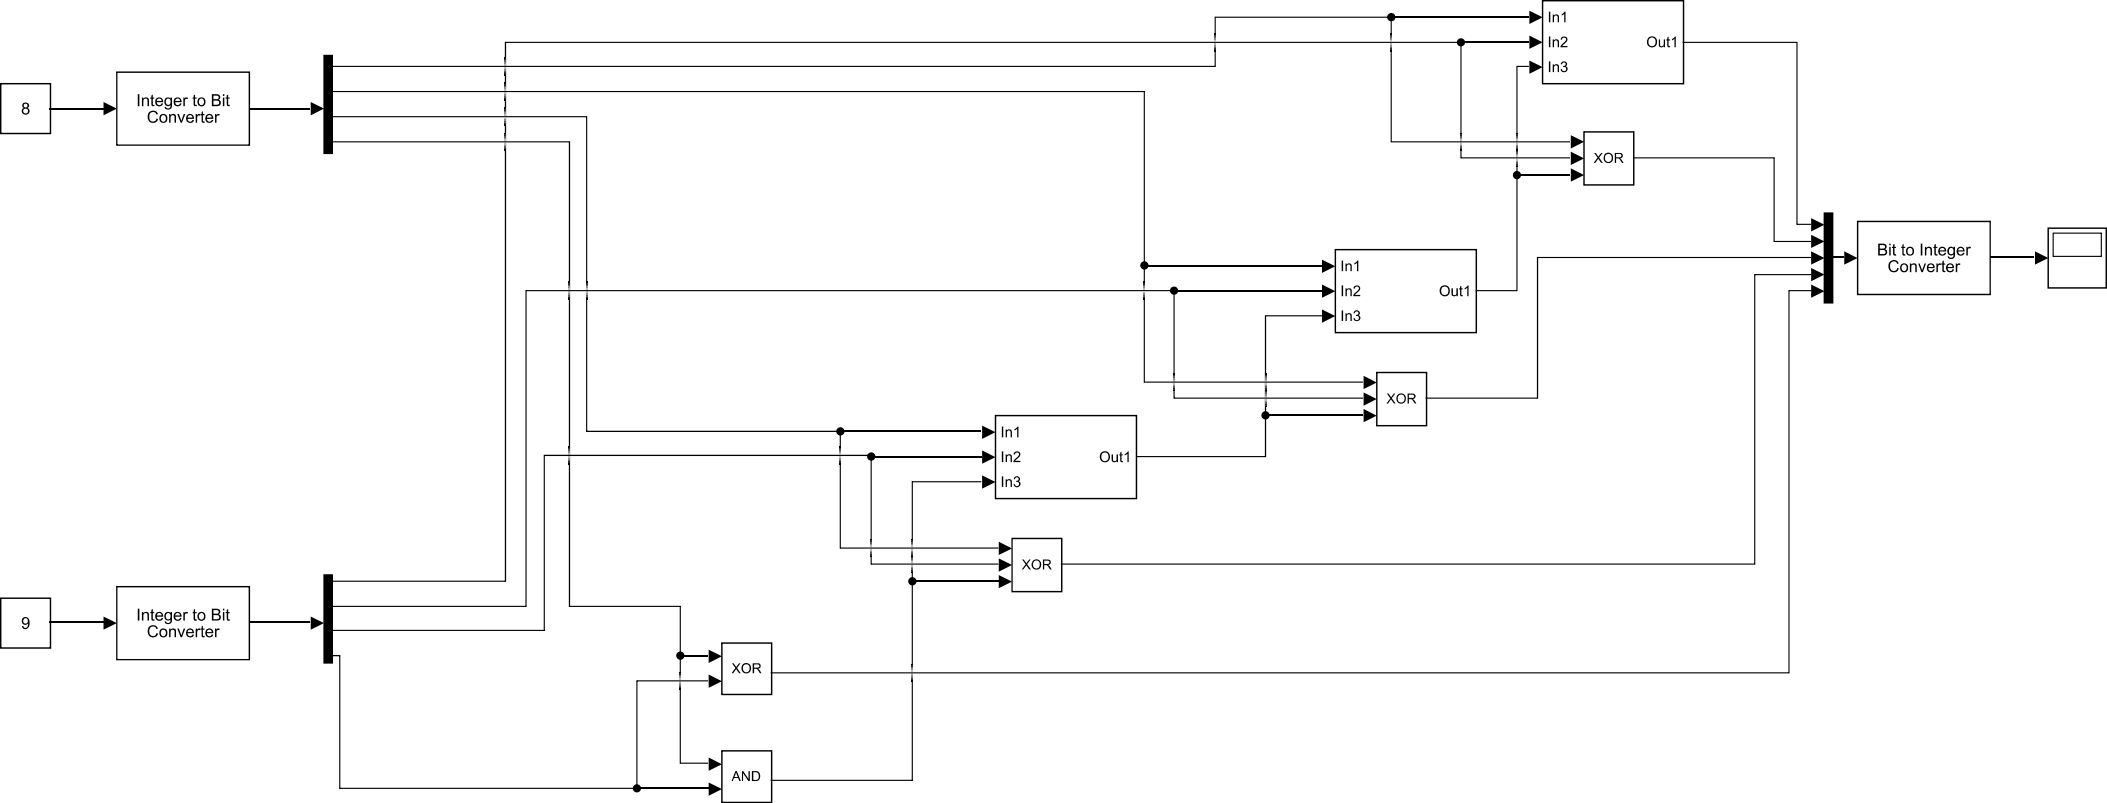 In1
In2
Out1
In3
8
Integer to Bit
Converter
XOR
In1
In2
Out1
In3
Bit to Integer
Converter
XOR
In1
In2
Out1
In3
XOR
9
Integer to Bit
Converter
XOR
AND